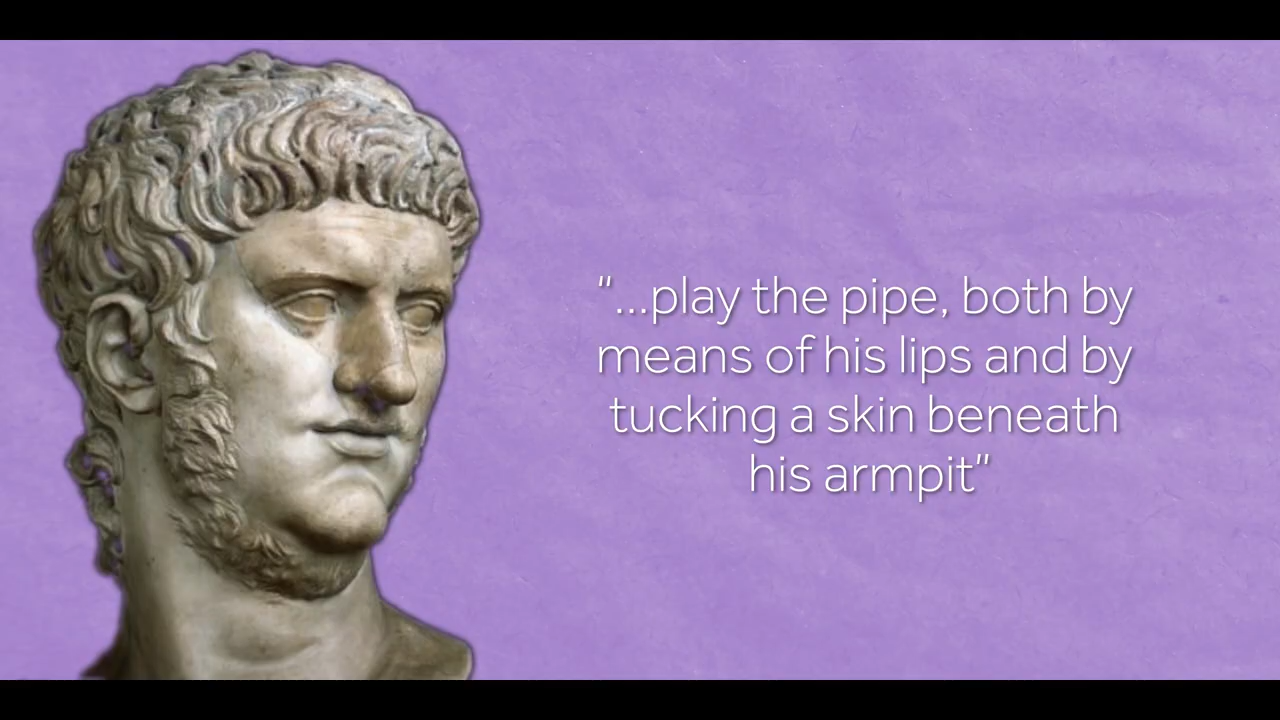 "...play the pipe, both by
means of his lips and by
tucking a skin beneath
his armpit"